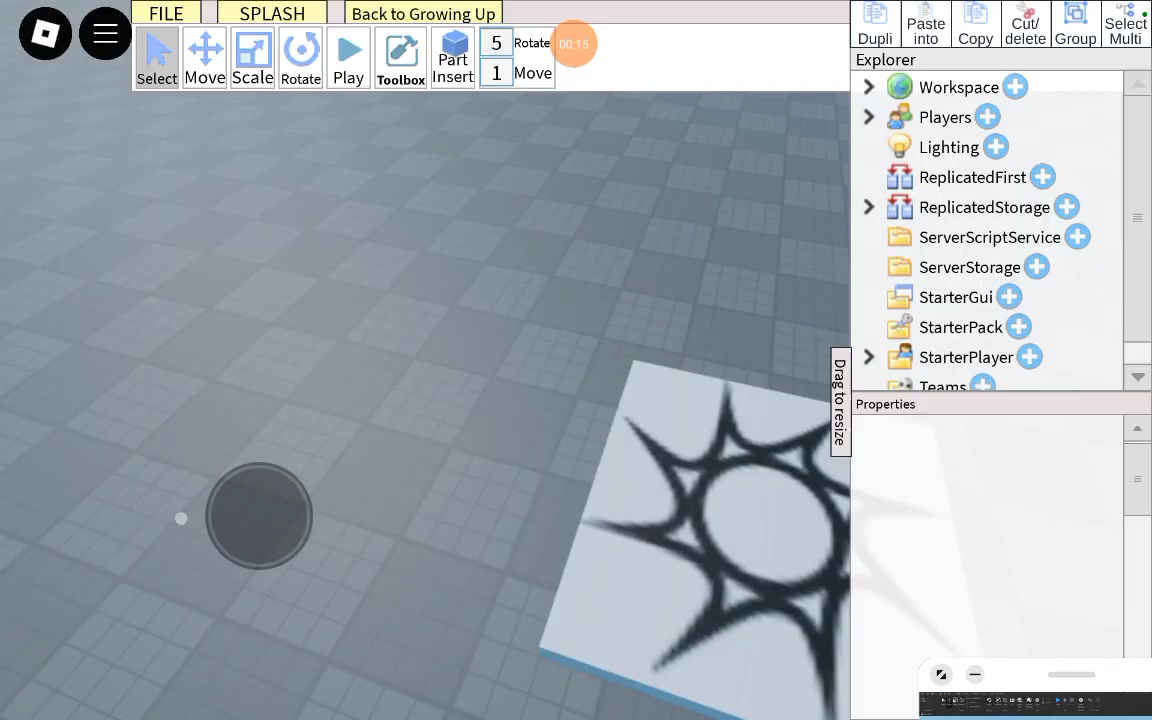 FILE
SPLASH
Back to Growing Up
Select
Move
Scale
Rotate
Play
Toolbox
Part
Insert
5 Rotate
1 Move
00:15
Dupli
Paste
into
Copy
Cut/
delete
Group
Select
Multi
Explorer
Workspace
Players
Lighting
ReplicatedFirst
ReplicatedStorage
ServerScriptService
ServerStorage
StarterGui
StarterPack
StarterPlayer
Teams
Drag to resize
Properties